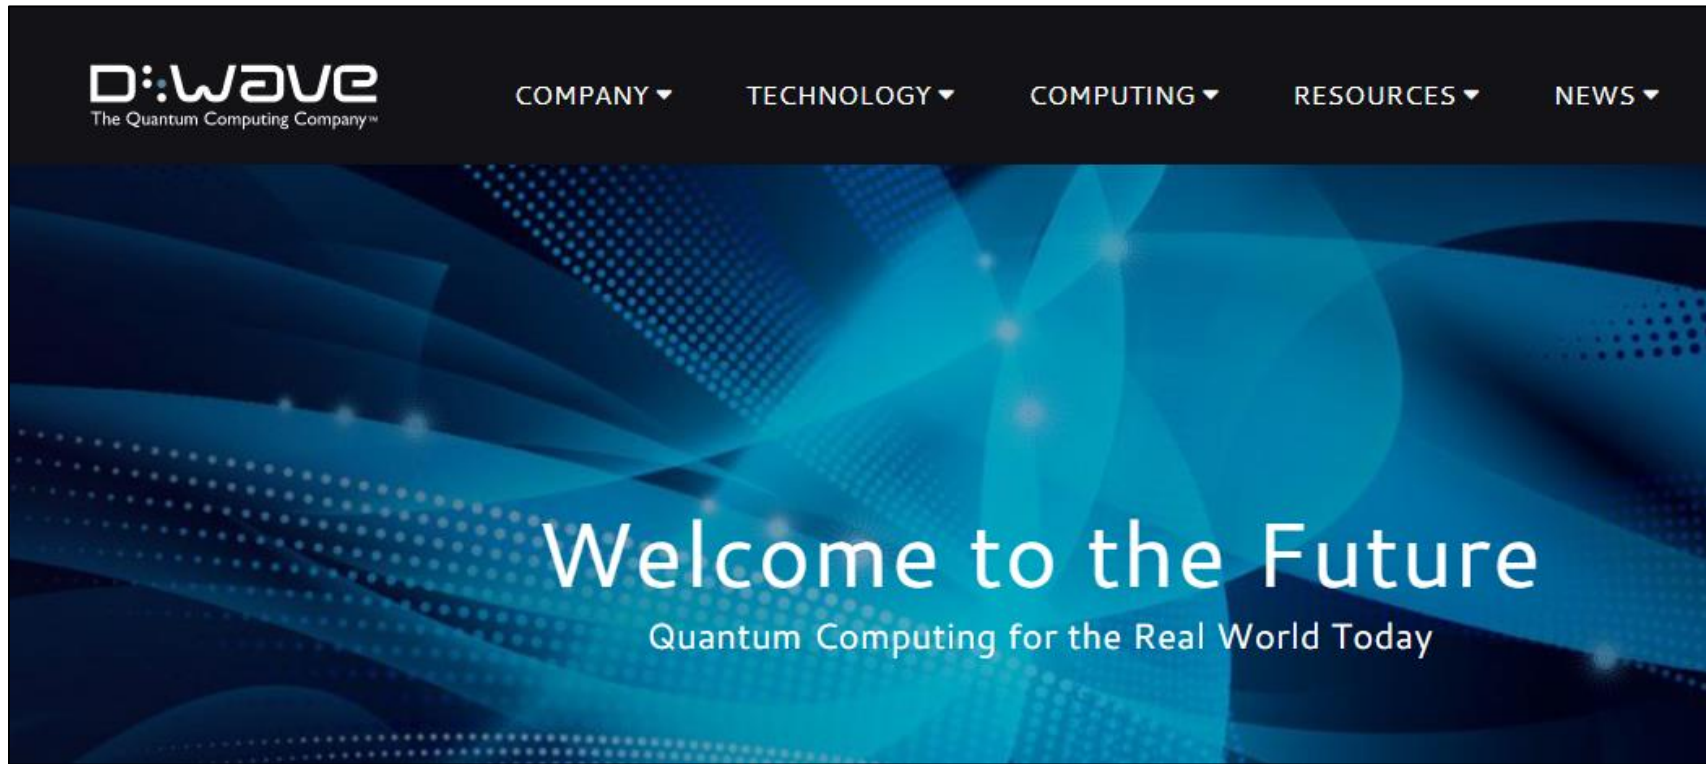 D:Wave
The Quantum Computing Company™
COMPANY
TECHNOLOGY
COMPUTING
RESOURCES
NEWS
Welcome to the Future
Quantum Computing for the Real World Today